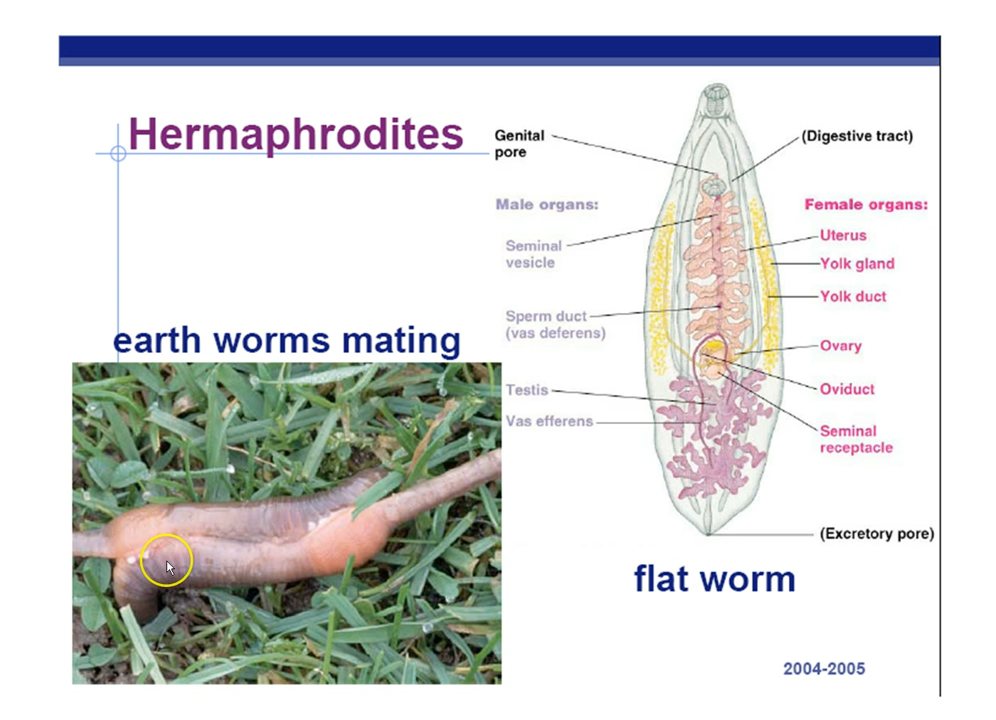 Hermaphrodites
earth worms mating
Genital
pore
(Digestive tract)
Male organs:
Female organs:
Seminal
vesicle
Uterus
Yolk gland
Yolk duct
Sperm duct
(vas deferens)
Ovary
Testis
Oviduct
Vas efferens
Seminal
receptacle
(Excretory pore)
flat worm
2004-2005